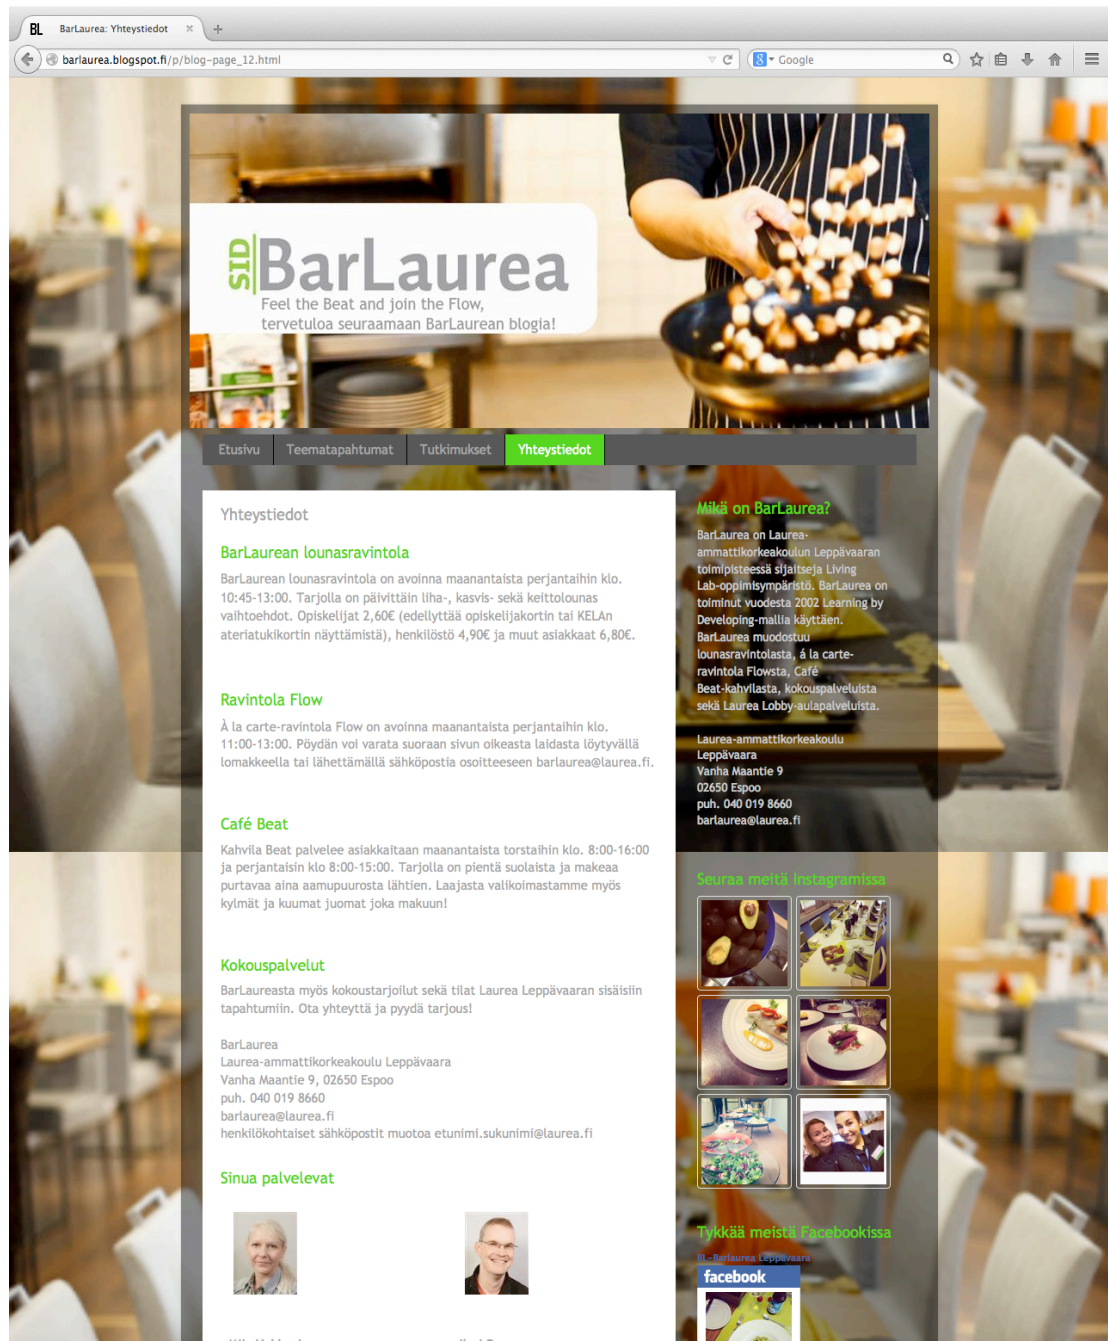 BL BarLaurea: Yhteystiedot
barlaurea.blogspot.fi/p/blog-page_12.html
Google
SID
BarLaurea
Feel the Beat and join the Flow,
tervetuloa seuraamaan BarLaurean blogia!
Etusivu Teematapahtumat Tutkimukset Yhteystiedot
Yhteystiedot
BarLaurean lounasravintola
BarLaurean lounasravintola on avoinna maanantaista perjantaihin klo.
10:45-13:00. Tarjolla on päivittäin liha-, kasvis- sekä keittolounas
vaihtoehdot. Opiskelijat 2,60€ (edellyttää opiskelijakortin tai KELAn
ateriatukikortin näyttämistä), henkilöstö 4,90€ ja muut asiakkaat 6,80€.
Ravintola Flow
À la carte-ravintola Flow on avoinna maanantaista perjantaihin klo.
11:00-13:00. Pöydän voi varata suoraan sivun oikeasta laidasta löytyvällä
lomakkeella tai lähettämällä sähköpostia osoitteeseen barlaurea@laurea.fi.
Café Beat
Kahvila Beat palvelee asiakkaitaan maanantaista torstaihin klo. 8:00-16:00
ja perjantaisin klo 8:00-15:00. Tarjolla on pientä suolaista ja makeaa
purtavaa aina aamupuurosta lähtien. Laajasta valikoimastamme myös
kylmät ja kuumat juomat joka makuun!
Kokouspalvelut
BarLaureasta myös kokoustarjoilut sekä tilat Laurea Leppävaaran sisäisiin
tapahtumiin. Ota yhteyttä ja pyydä tarjous!
BarLaurea
Laurea-ammattikorkeakoulu Leppävaara
Vanha Maantie 9, 02650 Espoo
puh. 040 019 8660
barlaurea@laurea.fi
henkilökohtaiset sähköpostit muotoa etunimi.sukunimi@laurea.fi
Sinua palvelevat
Mikä on BarLaurea?
BarLaurea on Laurea-
ammattikorkeakoulun Leppävaaran
toimipisteessä sijaitseja Living
Lab-oppimisympäristö. BarLaurea on
toiminut vuodesta 2002 Learning by
Developing-mallia käyttäen.
BarLaurea muodostuu
lounasravintolasta, á la carte-
ravintola Flowsta, Café
Beat-kahvilasta, kokouspalveluista
sekä Laurea Lobby-aulapalveluista.
Laurea-ammattikorkeakoulu
Leppävaara
Vanha Maantie 9
02650 Espoo
puh. 040 019 8660
barlaurea@laurea.fi
Seuraa meitä Instagramissa
Tykkää meistä Facebookissa
BL-Barlaurea Leppävaara
facebook